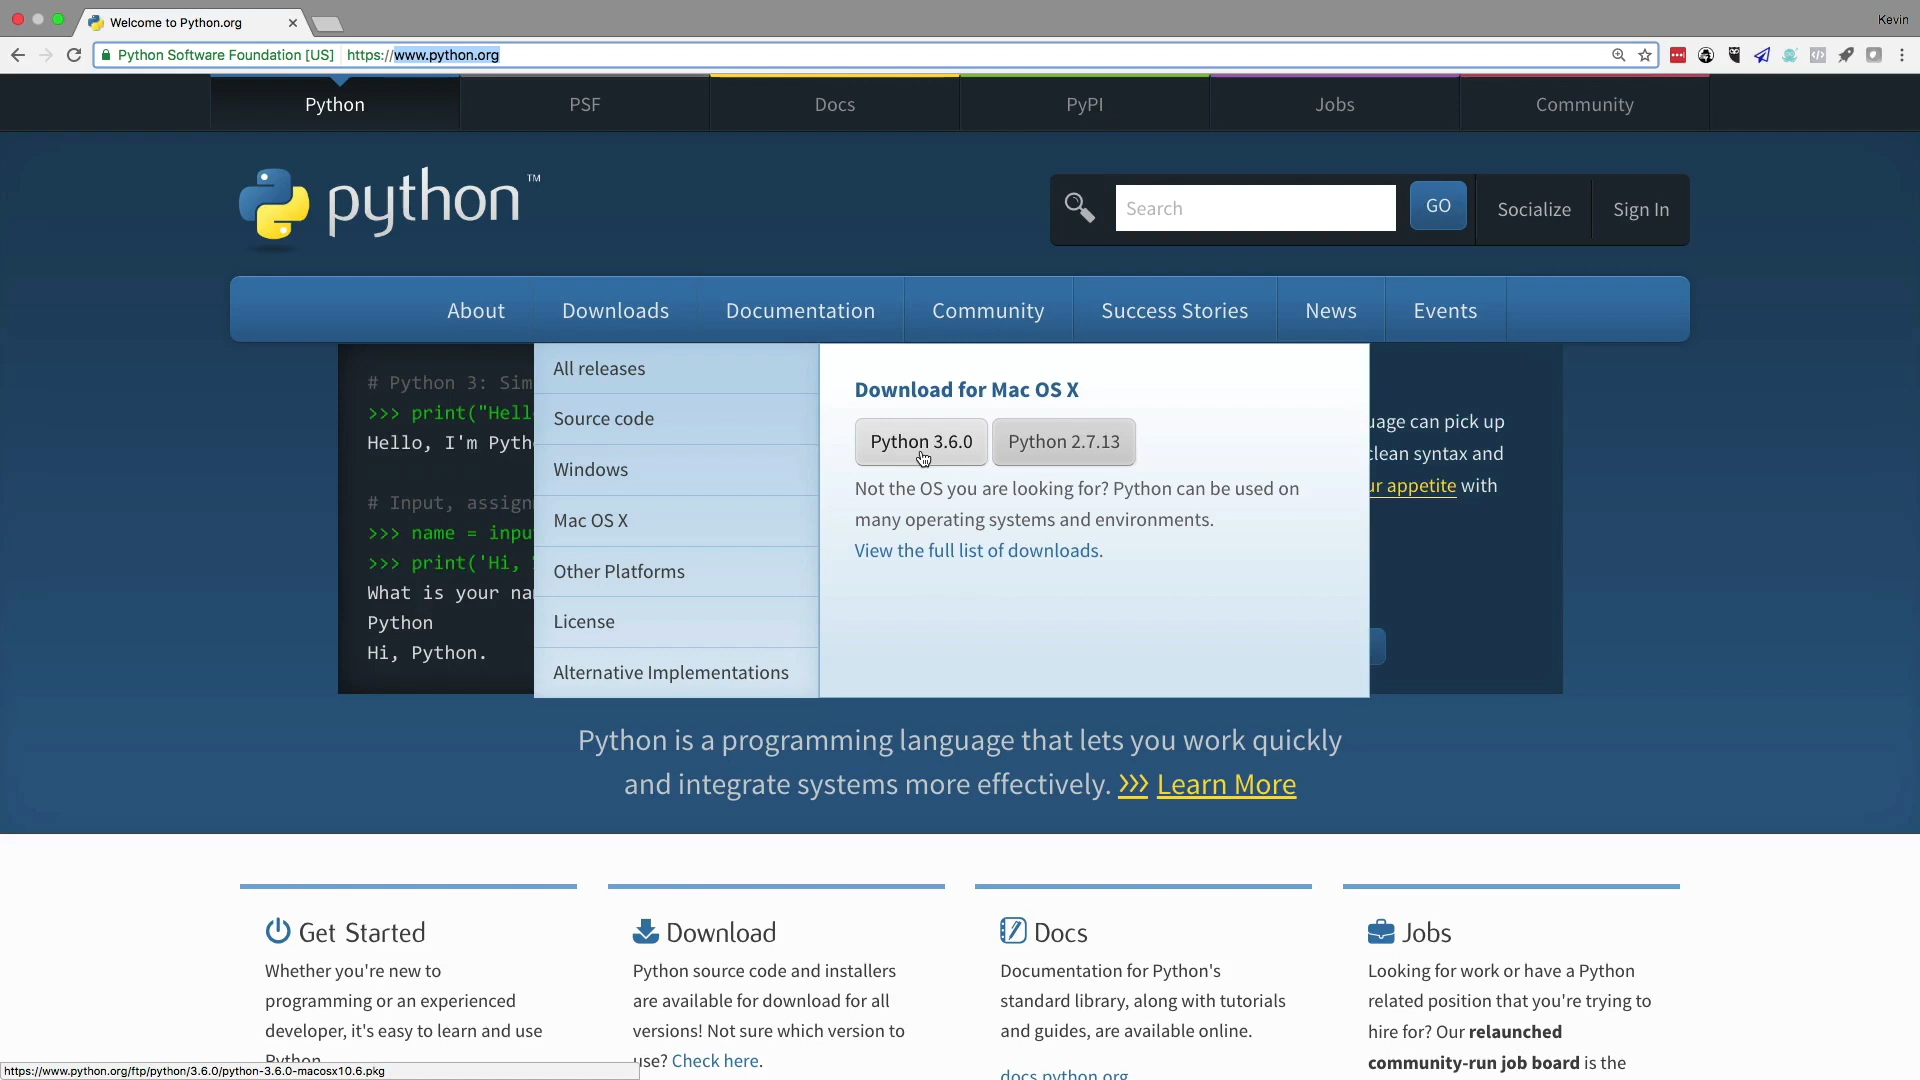 Welcome to Python.org
Kevin
Python Software Foundation [US]
https://www.python.org
Python
PSF
Docs
PyPI
Jobs
Community
python™
Search
GO
Socialize
Sign In
About
Downloads
Documentation
Community
Success Stories
News
Events
# Python 3: Sim
>>> print("Hell
Hello, I'm Pyth
# Input, assign
>>> name = inpu
>>> print('Hi,
What is your na
Python
Hi, Python.
All releases
Source code
Windows
Mac OS X
Other Platforms
License
Alternative Implementations
Download for Mac OS X
Python 3.6.0
Python 2.7.13
Not the OS you are looking for? Python can be used on
many operating systems and environments.
View the full list of downloads.
uage can pick up
clean syntax and
ur appetite with
Python is a programming language that lets you work quickly
and integrate systems more effectively. >>> Learn More
Get Started
Whether you're new to
programming or an experienced
developer, it's easy to learn and use
Python.
Download
Python source code and installers
are available for download for all
versions! Not sure which version to
use? Check here.
Docs
Documentation for Python's
standard library, along with tutorials
and guides, are available online.
docs.python.org
Jobs
Looking for work or have a Python
related position that you're trying to
hire for? Our relaunched
community-run job board is the
https://www.python.org/ftp/python/3.6.0/python-3.6.0-macosx10.6.pkg